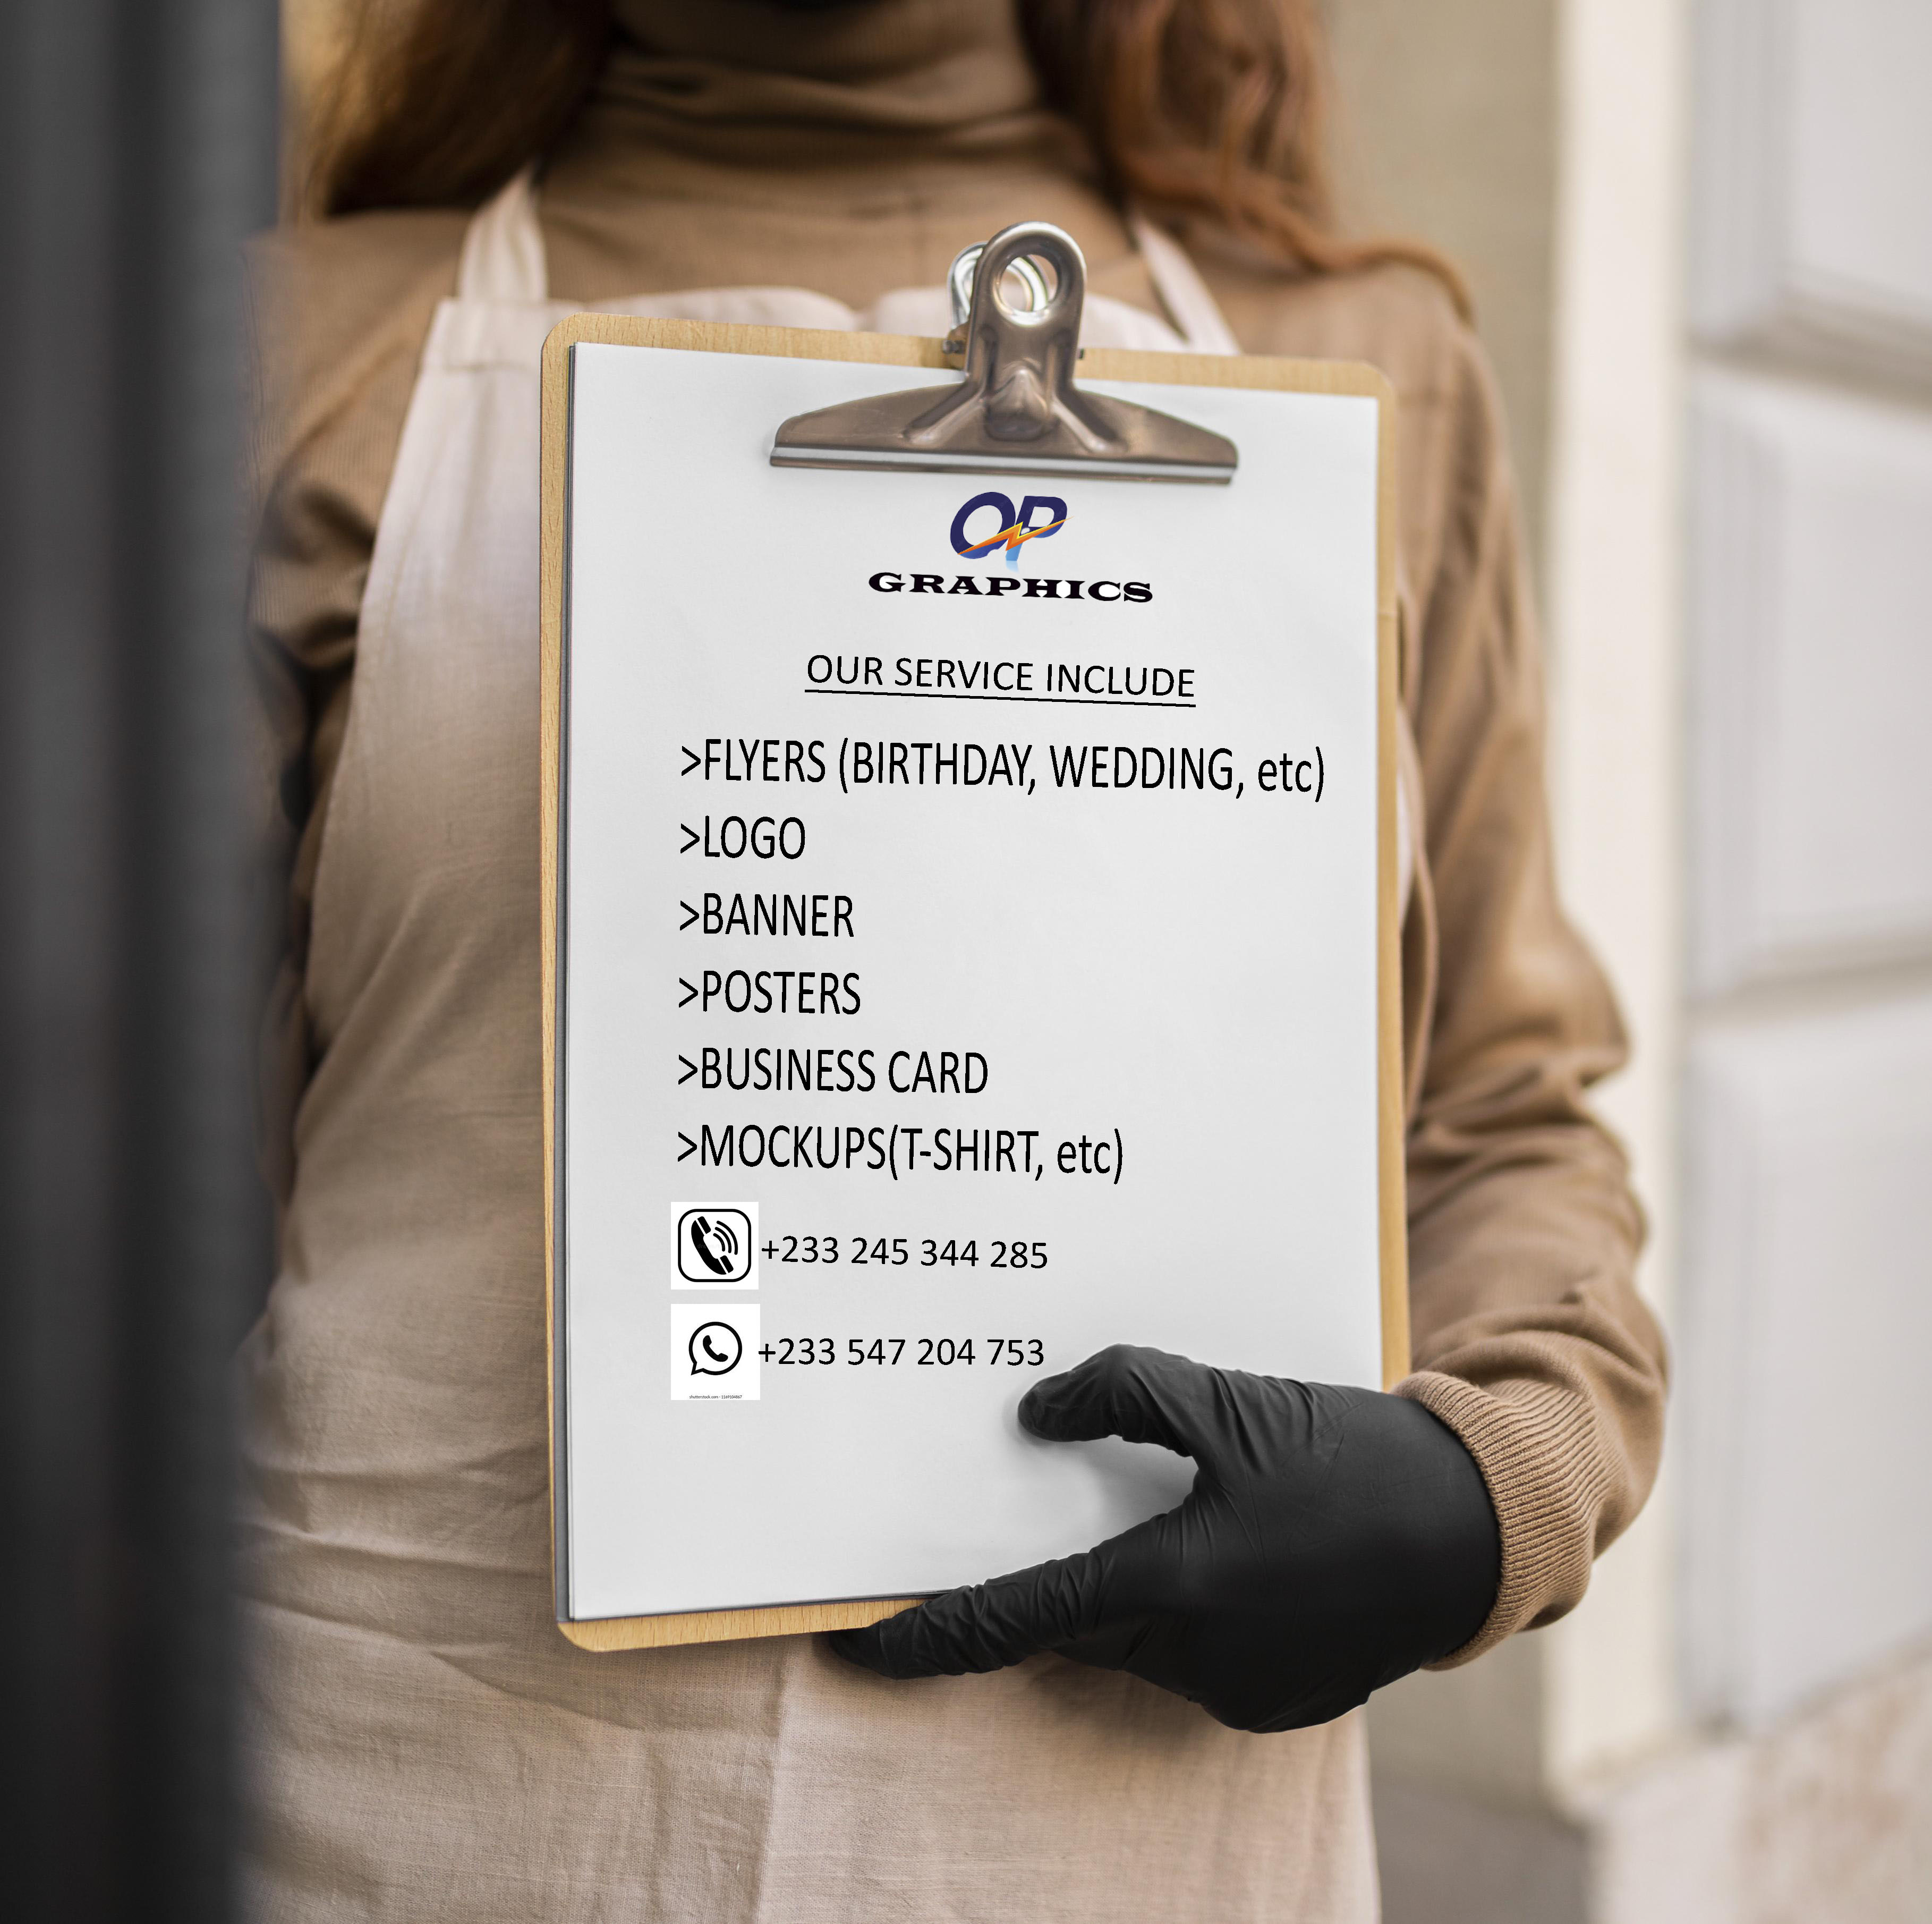 OP
GRAPHICS
OUR SERVICE INCLUDE
>FLYERS (BIRTHDAY, WEDDING, etc)
>LOGO
>BANNER
>POSTERS
>BUSINESS CARD
>MOCKUPS(T-SHIRT, etc)
+233 245 344 285
+233 547 204 753